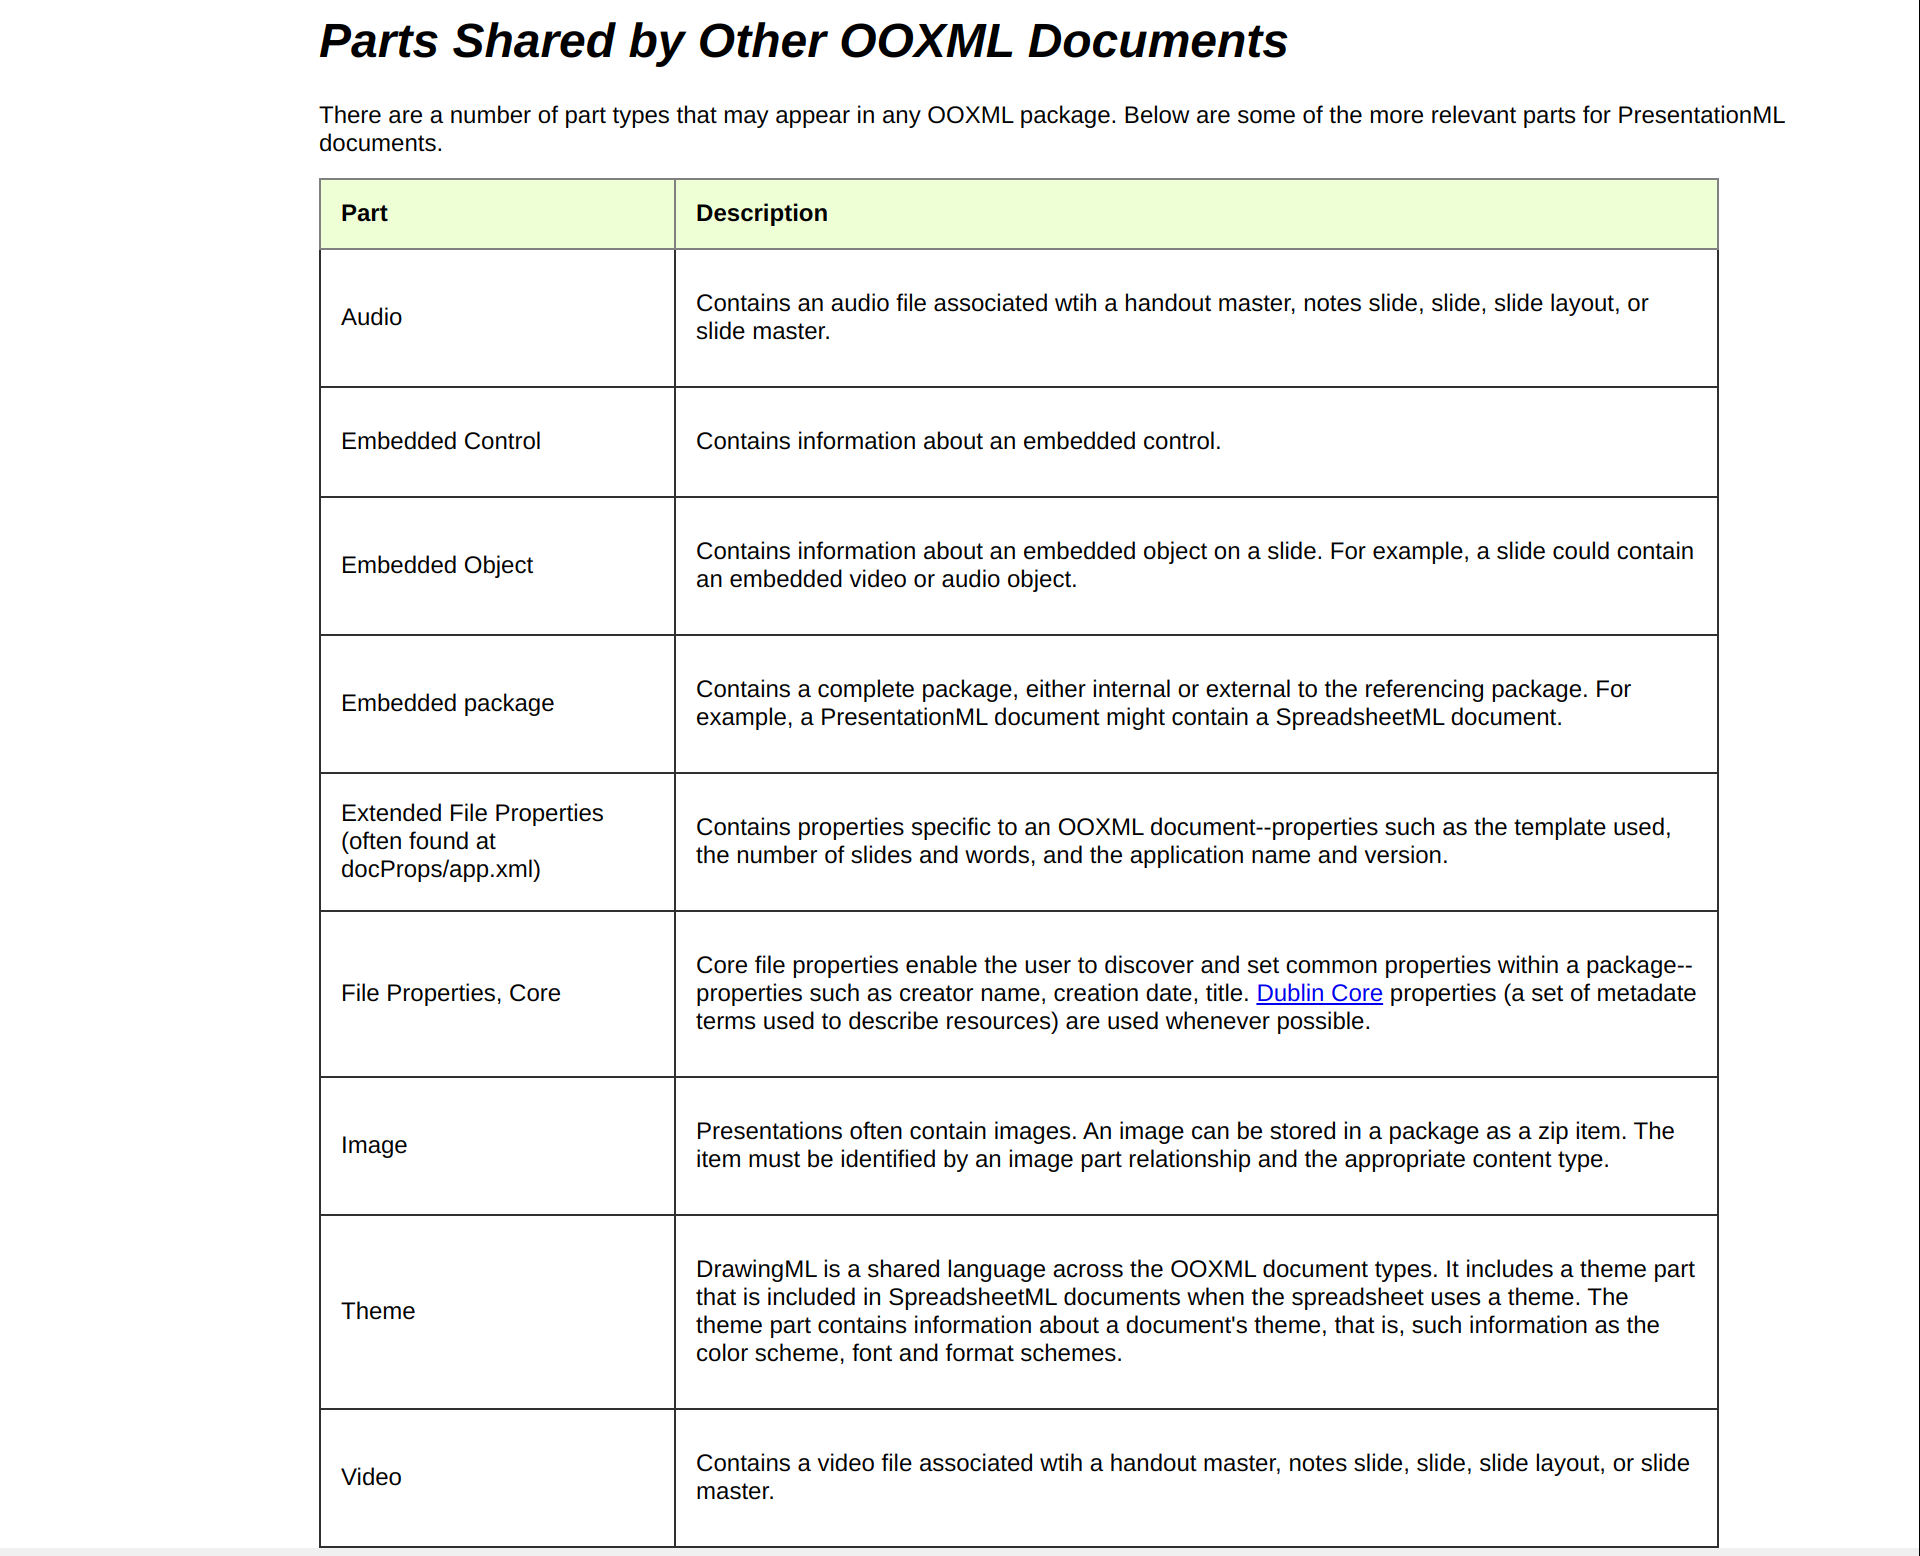 Parts Shared by Other OOXML Documents
There are a number of part types that may appear in any OOXML package. Below are some of the more relevant parts for PresentationML
documents.
Part
Description
Audio
Contains an audio file associated wtih a handout master, notes slide, slide, slide layout, or
slide master.
Embedded Control
Contains information about an embedded control.
Embedded Object
Contains information about an embedded object on a slide. For example, a slide could contain
an embedded video or audio object.
Embedded package
Contains a complete package, either internal or external to the referencing package. For
example, a PresentationML document might contain a SpreadsheetML document.
Extended File Properties
(often found at
docProps/app.xml)
Contains properties specific to an OOXML document--properties such as the template used,
the number of slides and words, and the application name and version.
File Properties, Core
Core file properties enable the user to discover and set common properties within a package--
properties such as creator name, creation date, title. Dublin Core properties (a set of metadate
terms used to describe resources) are used whenever possible.
Image
Presentations often contain images. An image can be stored in a package as a zip item. The
item must be identified by an image part relationship and the appropriate content type.
Theme
DrawingML is a shared language across the OOXML document types. It includes a theme part
that is included in SpreadsheetML documents when the spreadsheet uses a theme. The
theme part contains information about a document's theme, that is, such information as the
color scheme, font and format schemes.
Video
Contains a video file associated wtih a handout master, notes slide, slide, slide layout, or slide
master.